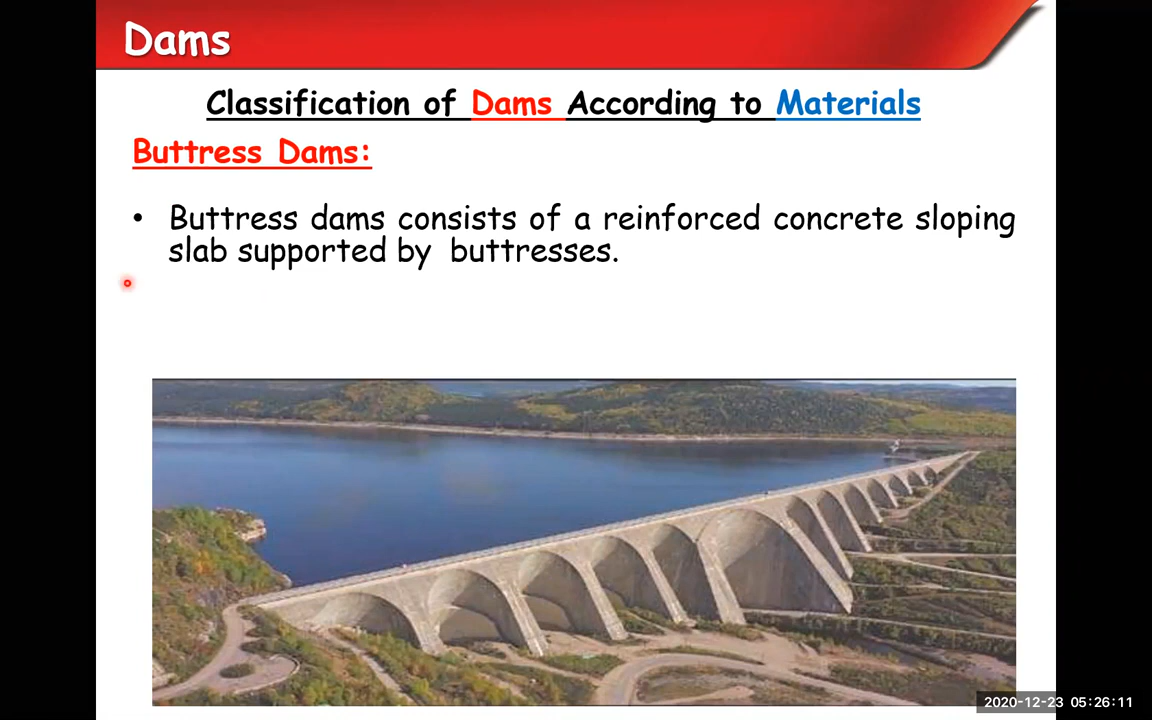 Dams
Classification of Dams According to Materials
Buttress Dams:
• Buttress dams consists of a reinforced concrete sloping
slab supported by buttresses.
2020-12-23 05:26:11